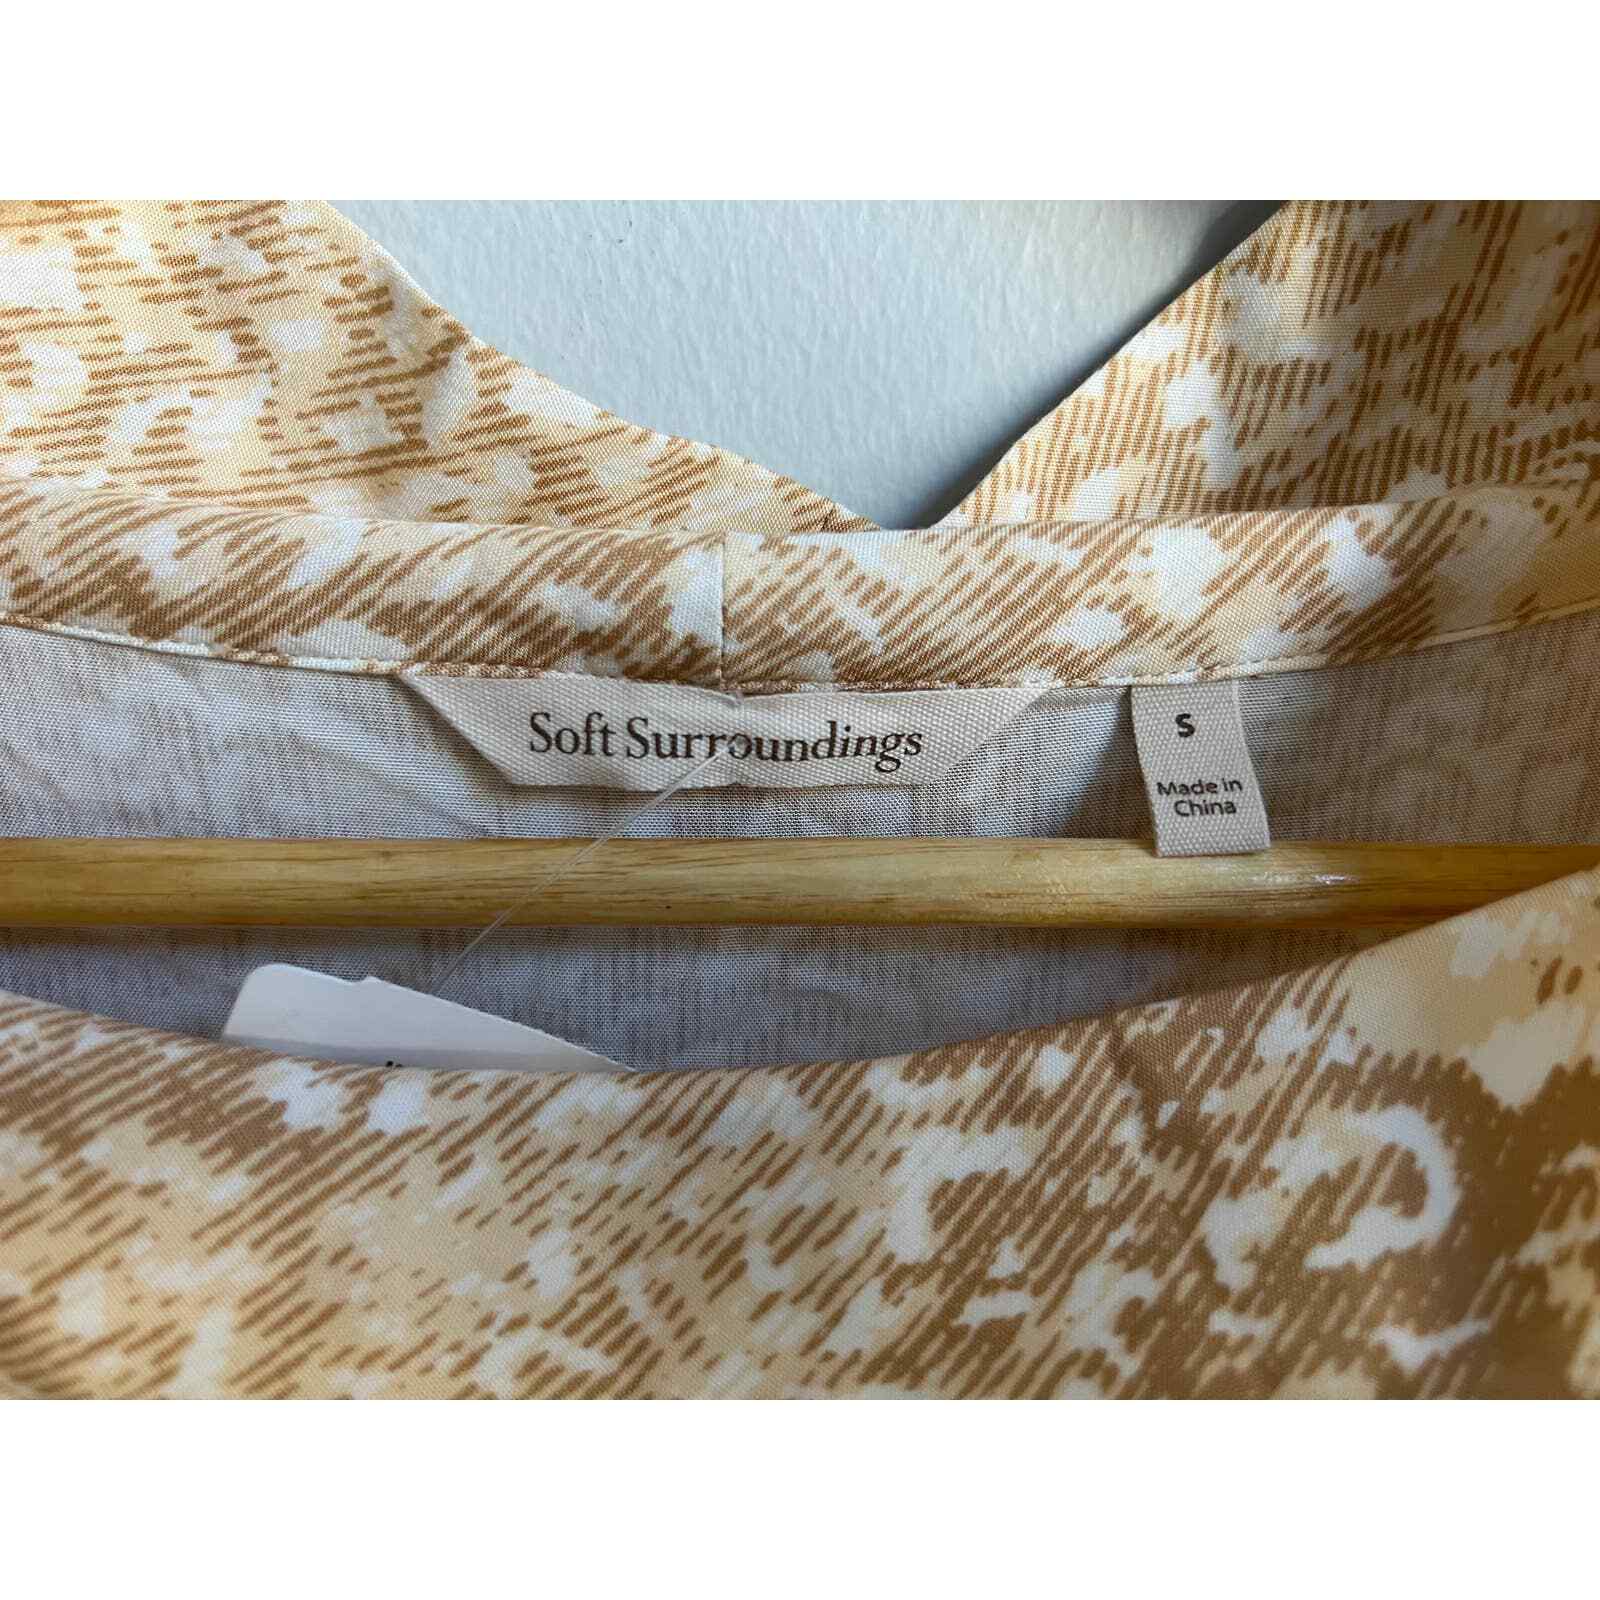 Soft Surroundings
S
Made in
China